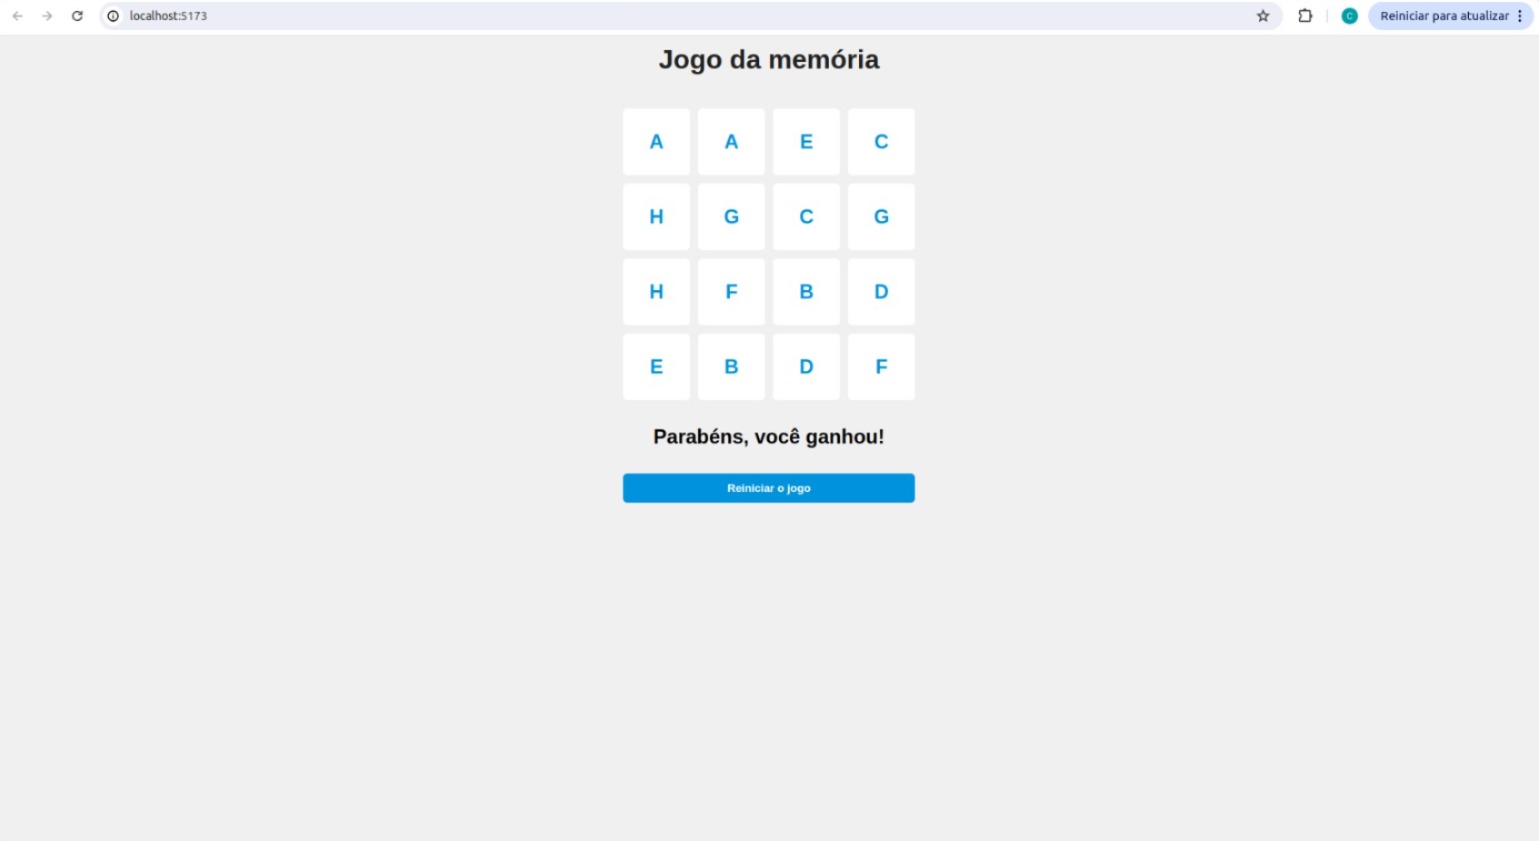 localhost:5173
C
Reiniciar para atualizar
Jogo da memória
A A E C
H G C G
H F B D
E B D F
Parabéns, você ganhou!
Reiniciar o jogo